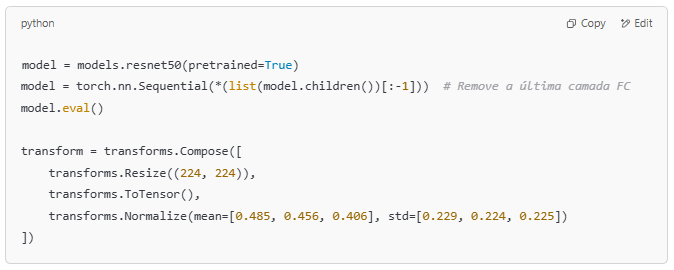 python
Copy
Edit
model = models.resnet50(pretrained=True)
model = torch.nn.Sequential(*(list(model.children())[:-1]))  # Remove a última camada FC
model.eval()
transform = transforms.Compose([
    transforms.Resize((224, 224)),
    transforms.ToTensor(),
    transforms.Normalize(mean=[0.485, 0.456, 0.406], std=[0.229, 0.224, 0.225])
])